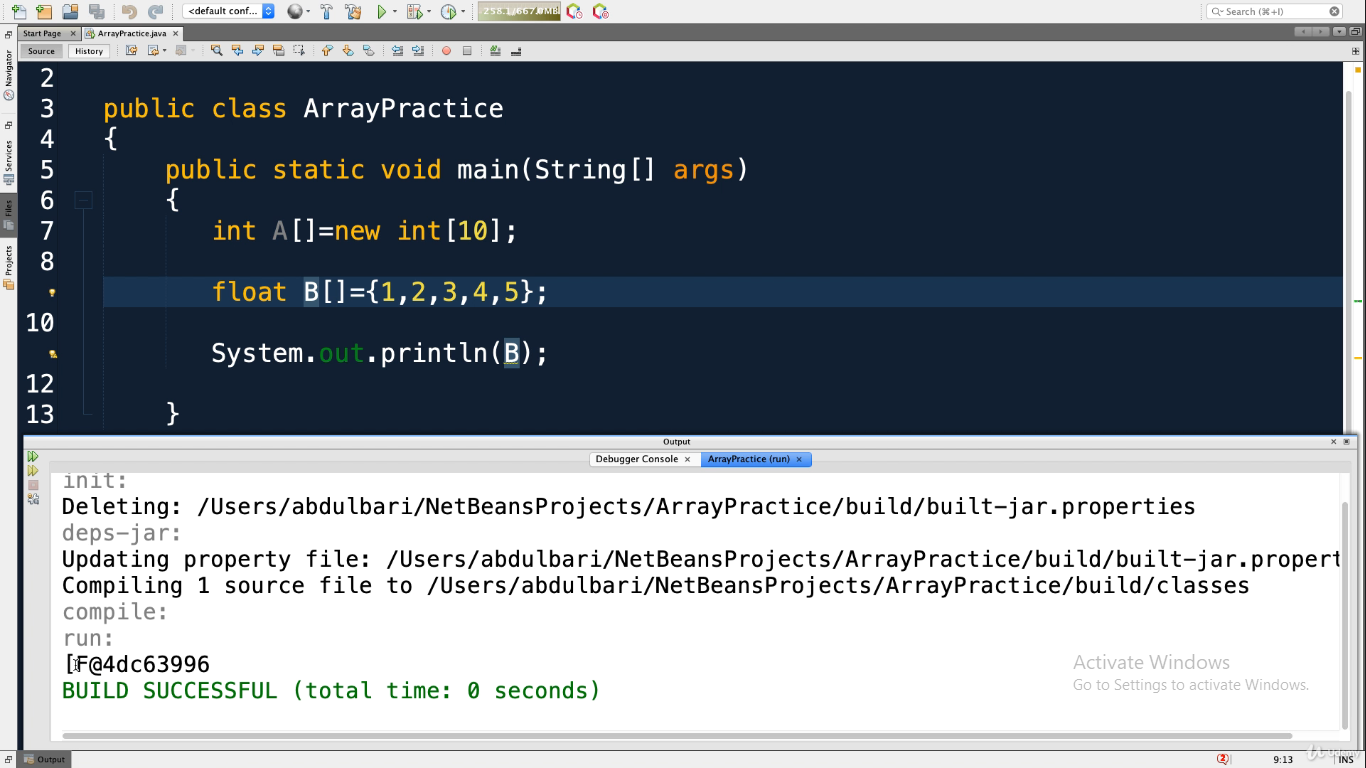 <default conf...
258.1/667.0MB
Search (⌘+I)
Start Page
ArrayPractice.java
Source
History
Navigator
Services
Files
Projects
2
3 public class ArrayPractice
4 {
5 public static void main(String[] args)
6 {
7 int A[]=new int[10];
8
float B[]={1,2,3,4,5};
10
System.out.println(B);
12
13 }
Output
Debugger Console
ArrayPractice (run)
init:
Deleting: /Users/abdulbari/NetBeansProjects/ArrayPractice/build/built-jar.properties
deps-jar:
Updating property file: /Users/abdulbari/NetBeansProjects/ArrayPractice/build/built-jar.propert
Compiling 1 source file to /Users/abdulbari/NetBeansProjects/ArrayPractice/build/classes
compile:
run:
[F@4dc63996
BUILD SUCCESSFUL (total time: 0 seconds)
Activate Windows
Go to Settings to activate Windows.
Output
2
9:13
INS
Udemy